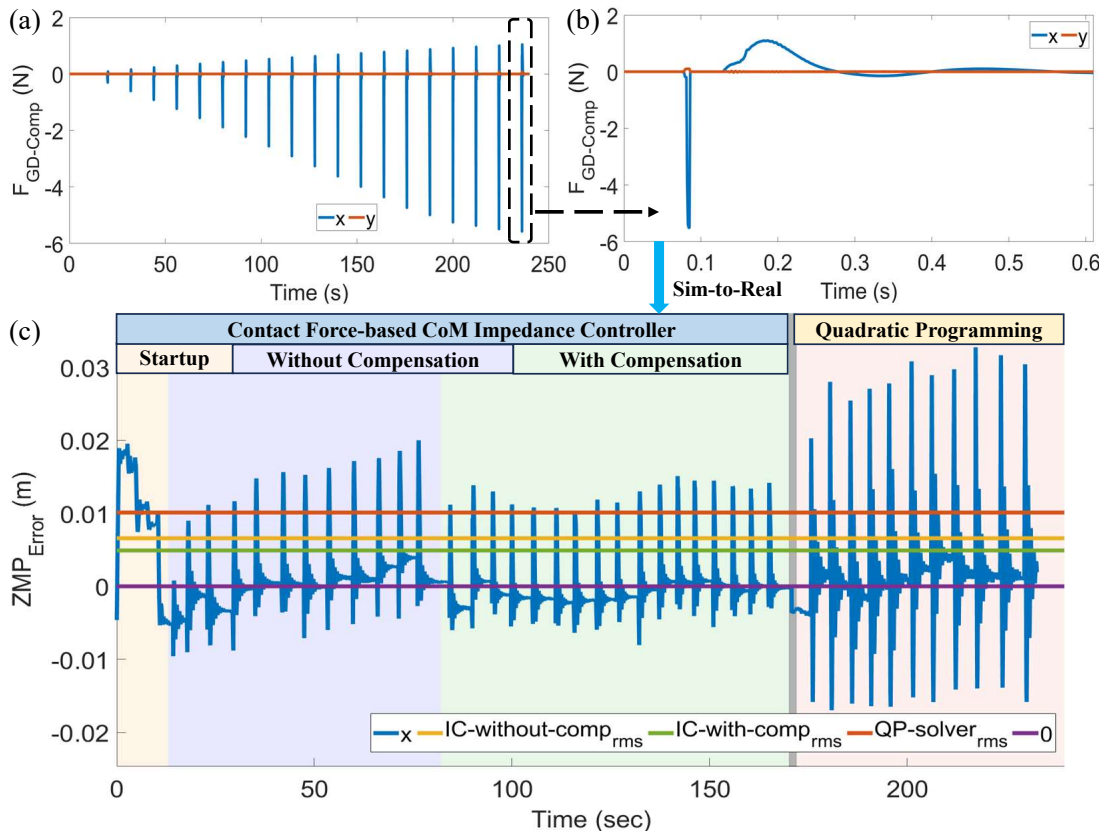 (a)
2
0
-2
-4
-6
F_GD-Comp (N)
x y
0 50 100 150 200 250
Time (s)
(b)
2
0
-2
-4
-6
F_GD-Comp (N)
x y
0 0.1 0.2 0.3 0.4 0.5 0.6
Time (s)
Sim-to-Real
(c)
Contact Force-based CoM Impedance Controller
Quadratic Programming
Startup Without Compensation With Compensation
0.03
0.02
0.01
0
-0.01
-0.02
ZMP_Error (m)
x IC-without-comp_rms IC-with-comp_rms QP-solver_rms 0
0 50 100 150 200
Time (sec)